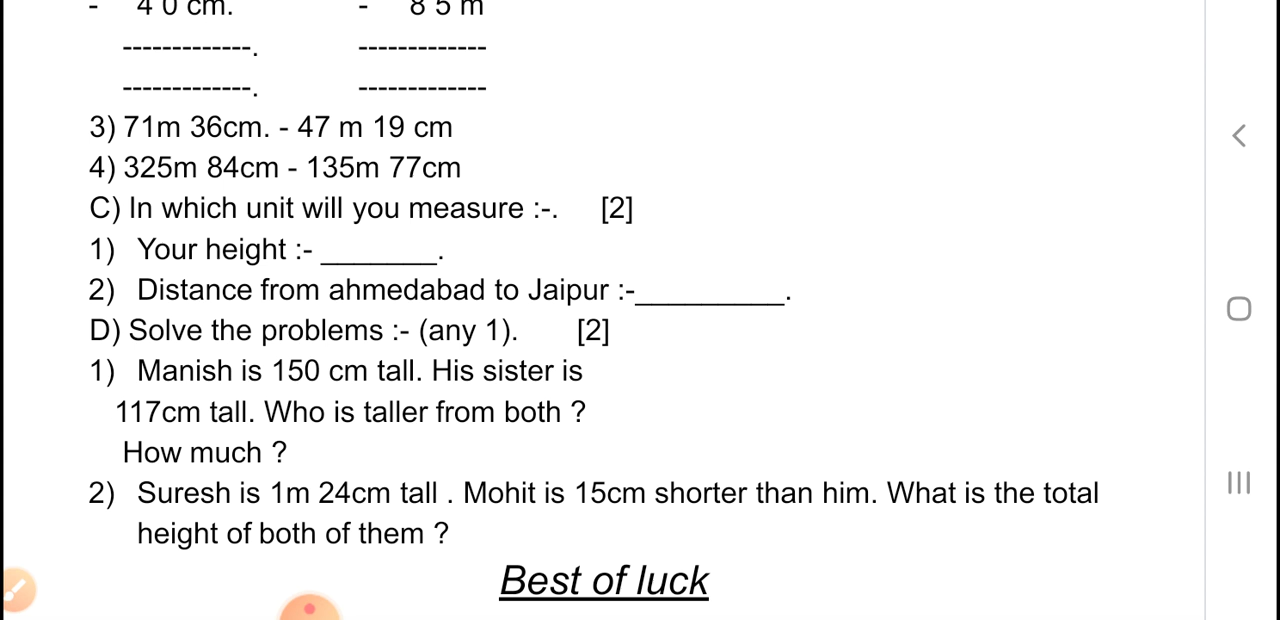 - 4 0 cm. - 8 5 m
-------------. -------------
-------------. -------------
3) 71m 36cm. - 47 m 19 cm
4) 325m 84cm - 135m 77cm
C) In which unit will you measure :-. [2]
1) Your height :- _______.
2) Distance from ahmedabad to Jaipur :-_________.
D) Solve the problems :- (any 1). [2]
1) Manish is 150 cm tall. His sister is
117cm tall. Who is taller from both ?
How much ?
2) Suresh is 1m 24cm tall . Mohit is 15cm shorter than him. What is the total
height of both of them ?
Best of luck